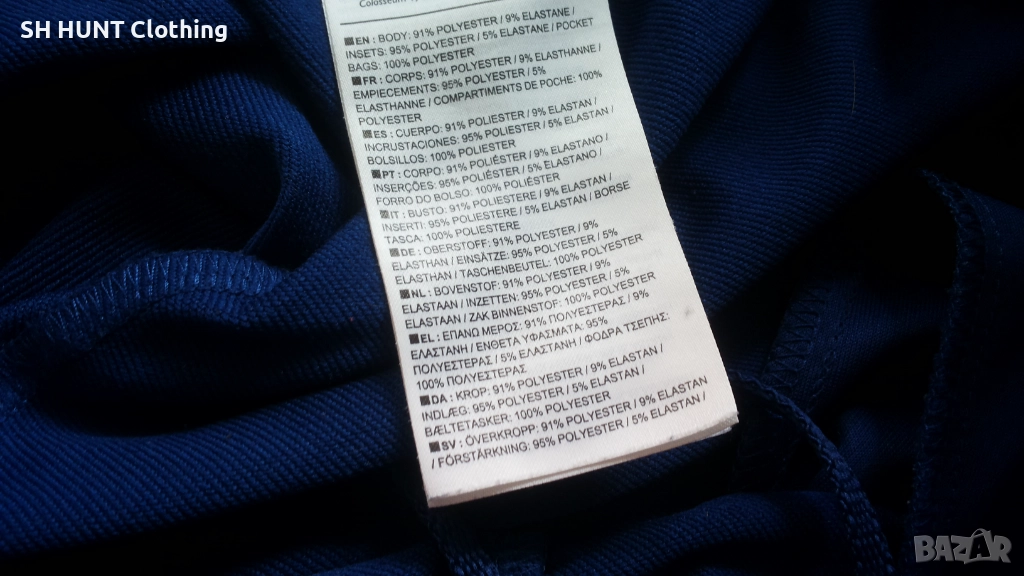 SH HUNT Clothing
Colosseum
■ EN : BODY: 91% POLYESTER / 9% ELASTANE /
INSETS: 95% POLYESTER / 5% ELASTANE / POCKET
BAGS: 100% POLYESTER
■ FR : CORPS: 91% POLYESTER / 9% ELASTHANNE /
EMPIECEMENTS: 95% POLYESTER / 5%
ELASTHANNE / COMPARTIMENTS DE POCHE: 100%
POLYESTER
■ ES : CUERPO: 91% POLIESTER / 9% ELASTAN /
INCRUSTACIONES: 95% POLIESTER / 5% ELASTAN /
BOLSILLOS: 100% POLIESTER
■ PT : CORPO: 91% POLIÉSTER / 9% ELASTANO /
INSERÇÕES: 95% POLIÉSTER / 5% ELASTANO /
FORRO DO BOLSO: 100% POLIÉSTER
■ IT : BUSTO: 91% POLIESTERE / 9% ELASTAN /
INSERTI: 95% POLIESTERE / 5% ELASTAN / BORSE
TASCA: 100% POLIESTERE
■ DE : OBERSTOFF: 91% POLYESTER / 9%
ELASTHAN / EINSÄTZE: 95% POLYESTER / 5%
ELASTHAN / TASCHENBEUTEL: 100% POLYESTER
■ NL : BOVENSTOF: 91% POLYESTER / 9%
ELASTAAN / INZETTEN: 95% POLYESTER / 5%
ELASTAAN / ZAK BINNENSTOF: 100% POLYESTER
■ EL : ΕΠΑΝΩ ΜΕΡΟΣ: 91% ΠΟΛΥΕΣΤΕΡΑΣ / 9%
ΕΛΑΣΤΑΝΗ / ΕΝΘΕΤΑ ΥΦΑΣΜΑΤΑ: 95%
ΠΟΛΥΕΣΤΕΡΑΣ / 5% ΕΛΑΣΤΑΝΗ / ΦΟΔΡΑ ΤΣΕΠΗΣ:
100% ΠΟΛΥΕΣΤΕΡΑΣ
■ DA : KROP: 91% POLYESTER / 9% ELASTAN /
INDLÆG: 95% POLYESTER / 5% ELASTAN /
BÆLTETASKER: 100% POLYESTER
■ SV : ÖVERKROPP: 91% POLYESTER / 9% ELASTAN
/ FÖRSTÄRKNING: 95% POLYESTER / 5% ELASTAN /
BAZAR